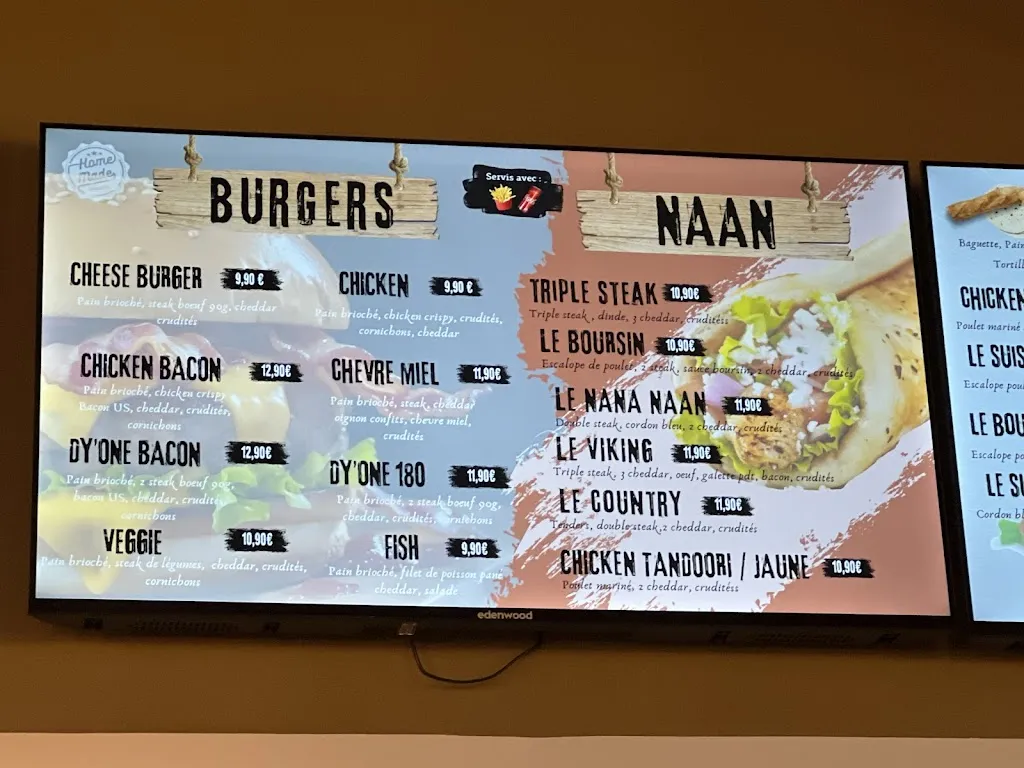 Home
Made
BURGERS
Servis avec :
CHEESE BURGER 9,90 €
Pain brioché, steak boeuf 90g, cheddar
crudités
CHICKEN BACON 12,90€
Pain brioché, chicken crispy
Bacon US, cheddar, crudités,
cornichons
DY'ONE BACON 12,90€
Pain brioché, 2 steak boeuf 90g,
bacon US, cheddar, crudités,
cornichons
VEGGIE 10,90€
Pain brioché, steak de légumes, cheddar, crudités,
cornichons
CHICKEN 9,90 €
Pain brioché, chicken crispy, crudités,
cornichons, cheddar
CHEVRE MIEL 11,90€
Pain brioché, steak, cheddar
oignon confits, chevre miel,
crudités
DY'ONE 180 11,90€
Pain brioché, 2 steak boeuf 90g,
cheddar, crudités, cornichons
FISH 9,90€
Pain brioché, filet de poisson pané
cheddar, salade
NAAN
TRIPLE STEAK 10,90€
Triple steak , dinde, 3 cheddar, cruditéss
LE BOURSIN 10,90€
Escalope de poulet, 2 steak, sauce boursin, 2 cheddar, crudités
LE NANA NAAN 11,90€
Double steak, cordon bleu, 2 cheddar, crudités
LE VIKING 11,90€
Triple steak, 3 cheddar, oeuf, galette pdt, bacon, crudités
LE COUNTRY 11,90€
Tenders, double steak,2 cheddar, crudités
CHICKEN TANDOORI / JAUNE 10,90€
Poulet mariné, 2 cheddar, cruditéss
edenwood
Baguette, Pain
Tortill
CHICKEN
Poulet mariné
LE SUIS
Escalope pou
LE BOU
Escalope po
LE SU
Cordon bl